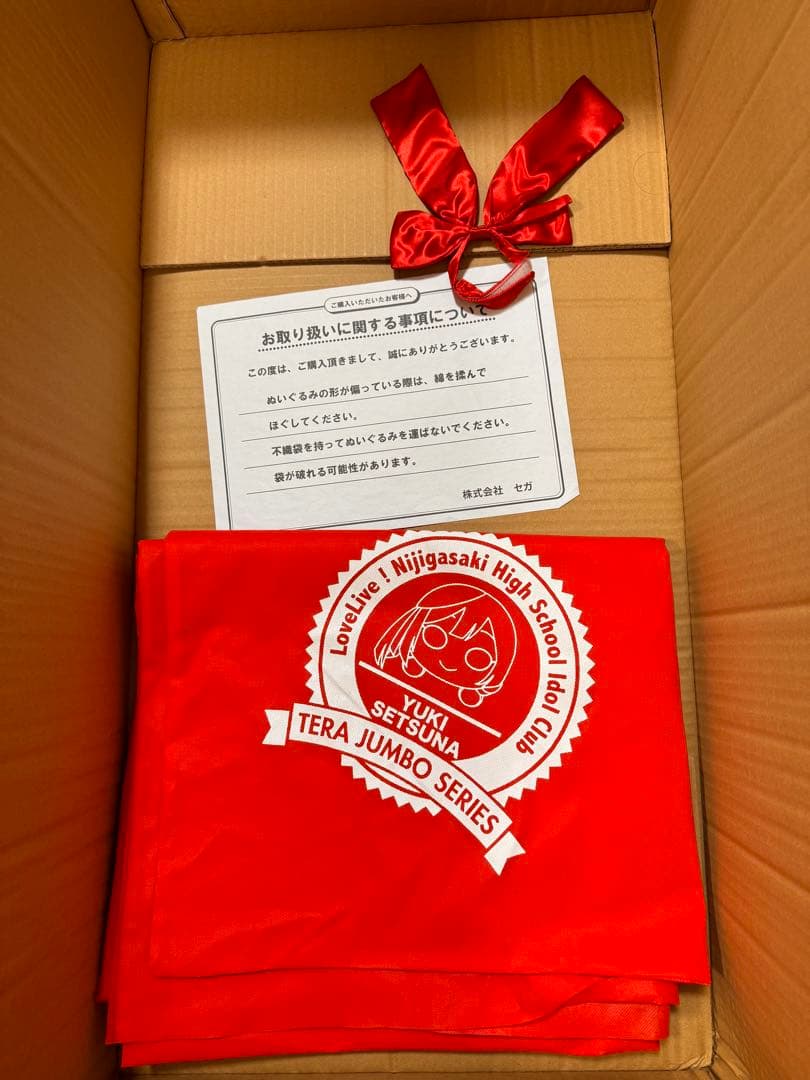 ご購入いただいたお客様へ
お取り扱いに関する事項について
この度は、ご購入頂きまして、誠にありがとうございます。
ぬいぐるみの形が偏っている際は、綿を揉んで
ほぐしてください。
不織袋を持ってぬいぐるみを運ばないでください。
袋が破れる可能性があります。
株式会社 セガ
LoveLive! Nijigasaki High School Idol Club
YUKI
SETSUNA
TERA JUMBO SERIES